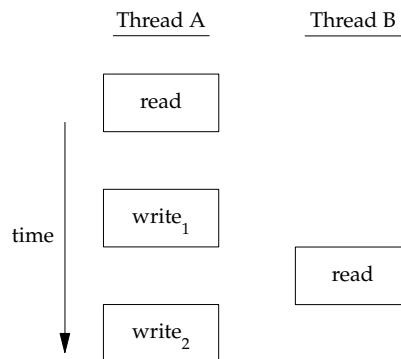 Thread A Thread B
read
write1
time
read
write2